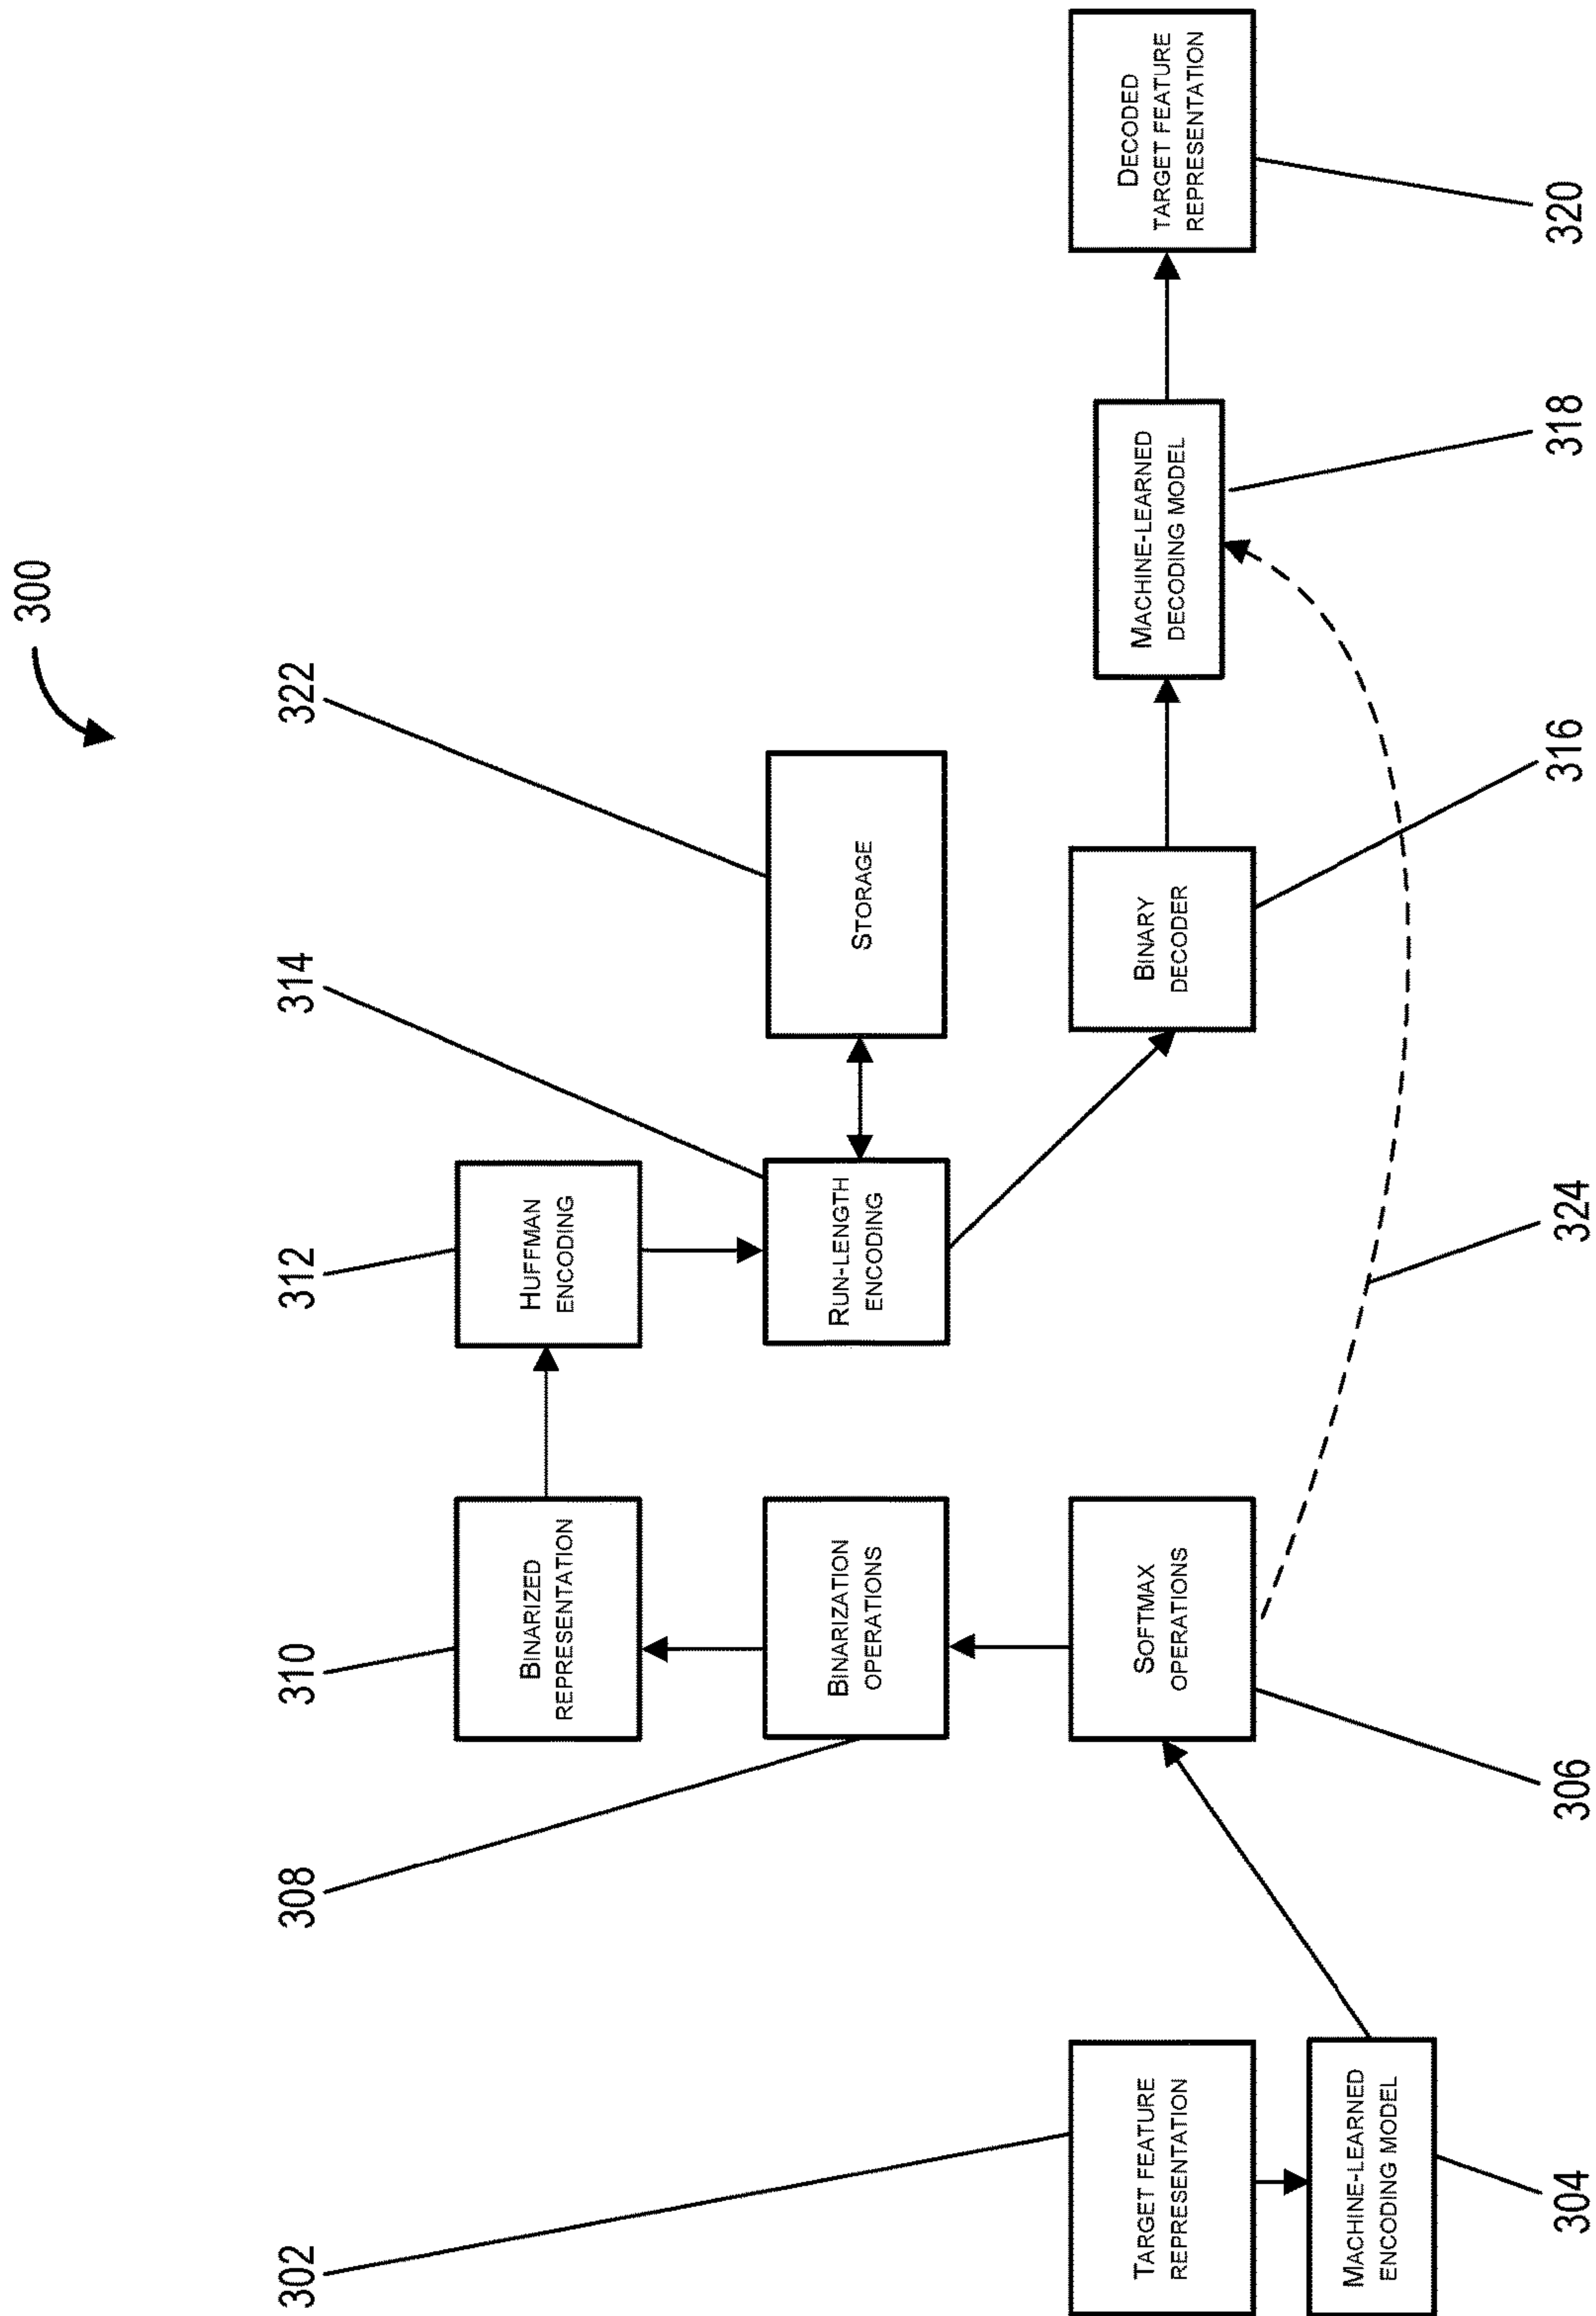 300
302
308
310
312
314
322
BINARIZED
REPRESENTATION
HUFFMAN
ENCODING
BINARIZATION
OPERATIONS
RUN-LENGTH
ENCODING
STORAGE
TARGET FEATURE
REPRESENTATION
SOFTMAX
OPERATIONS
BINARY
DECODER
MACHINE-LEARNED
DECODING MODEL
DECODED
TARGET FEATURE
REPRESENTATION
MACHINE-LEARNED
ENCODING MODEL
304
306
324
316
318
320